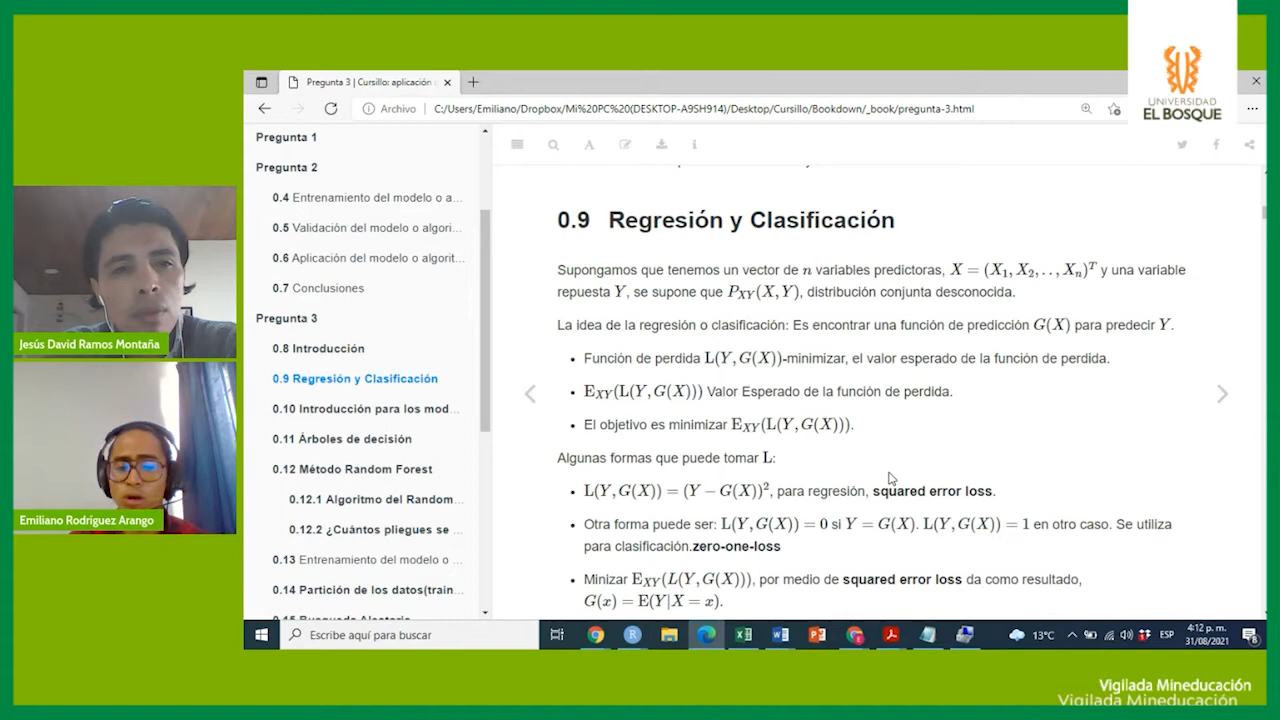 UNIVERSIDAD
EL BOSQUE
Pregunta 3 | Cursillo: aplicación
Archivo
C:/Users/Emiliano/Dropbox/Mi%20PC%20(DESKTOP-A95H914)/Desktop/Cursillo/Bookdown/_book/pregunta-3.html
Pregunta 1
Pregunta 2
0.4 Entrenamiento del modelo o a...
0.5 Validación del modelo o algori...
0.6 Aplicación del modelo o algorit...
0.7 Conclusiones
Pregunta 3
0.8 Introducción
0.9 Regresión y Clasificación
0.10 Introducción para los mod...
0.11 Árboles de decisión
0.12 Método Random Forest
0.12.1 Algoritmo del Random...
0.12.2 ¿Cuántos pliegues se ...
0.13 Entrenamiento del modelo o ...
0.14 Partición de los datos(train...
0.15 Busqueda Aleatoria
0.9 Regresión y Clasificación
Supongamos que tenemos un vector de n variables predictoras, X = (X₁, X₂, . . , Xₙ)ᵀ y una variable
repuesta Y, se supone que P_XY(X, Y), distribución conjunta desconocida.
La idea de la regresión o clasificación: Es encontrar una función de predicción G(X) para predecir Y.
• Función de perdida L(Y, G(X))-minimizar, el valor esperado de la función de perdida.
• E_XY(L(Y, G(X))) Valor Esperado de la función de perdida.
• El objetivo es minimizar E_XY(L(Y, G(X))).
Algunas formas que puede tomar L:
• L(Y, G(X)) = (Y − G(X))², para regresión, squared error loss.
• Otra forma puede ser: L(Y, G(X)) = 0 si Y = G(X). L(Y, G(X)) = 1 en otro caso. Se utiliza
para clasificación.zero-one-loss
• Minizar E_XY(L(Y, G(X))), por medio de squared error loss da como resultado,
G(x) = E(Y|X = x).
Jesús David Ramos Montaña
Emiliano Rodríguez Arango
Escribe aquí para buscar
13°C
ESP
4:12 p. m.
31/08/2021
Vigilada Mineducación
Vigilada Mineducación